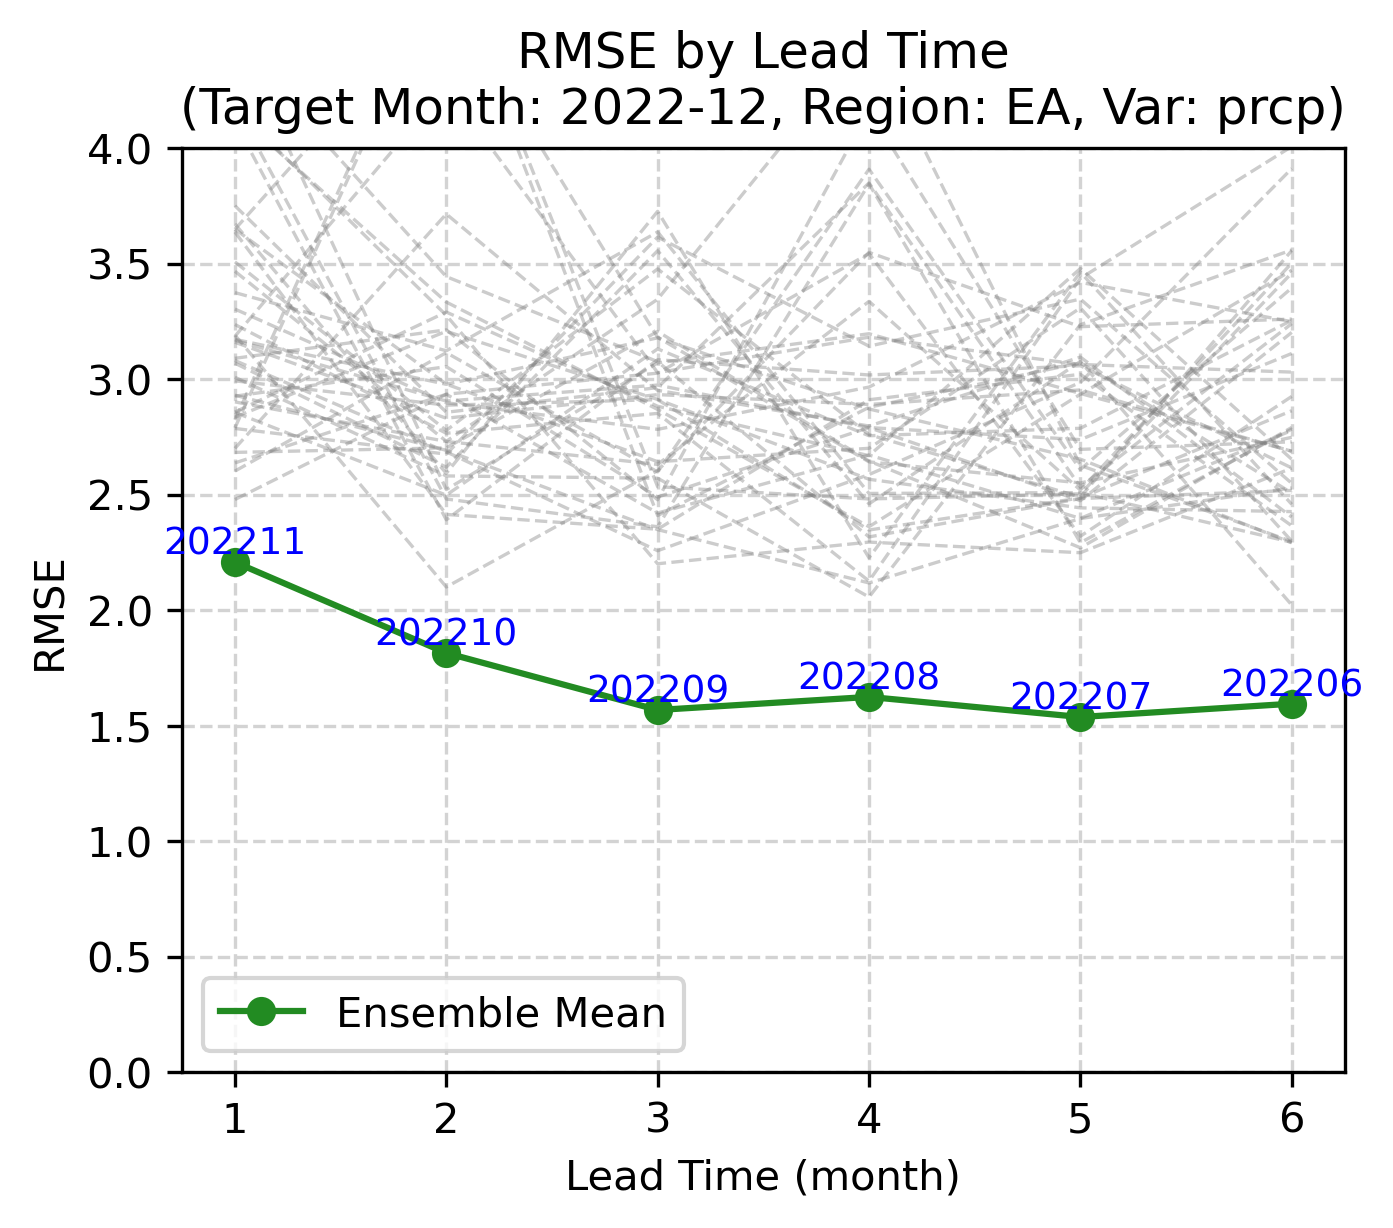 RMSE by Lead Time
(Target Month: 2022-12, Region: EA, Var: prcp)
4.0
3.5
3.0
2.5
2.0
1.5
1.0
0.5
0.0
RMSE
202211
202210
202209
202208
202207
202206
Ensemble Mean
1 2 3 4 5 6
Lead Time (month)